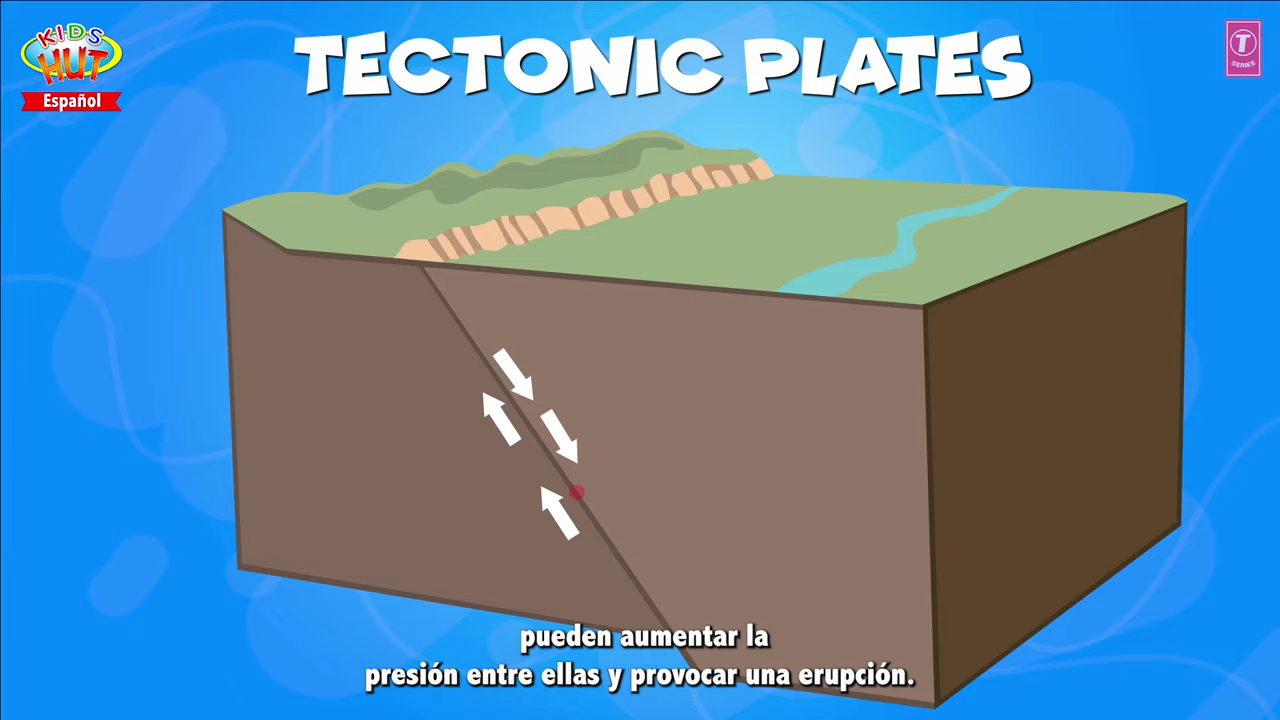 KIDS
HUT
Español
TECTONIC PLATES
T
SERIES
pueden aumentar la
presión entre ellas y provocar una erupción.